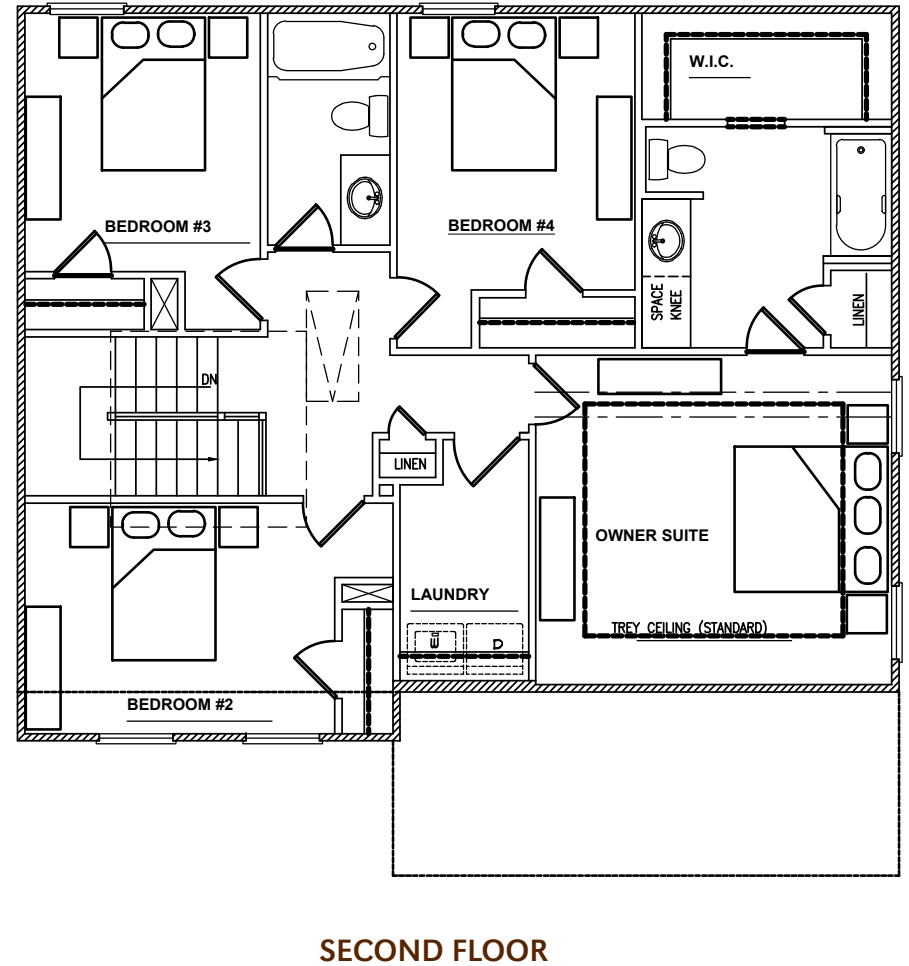 W.I.C.
BEDROOM #3
BEDROOM #4
SPACE
KNEE
LINEN
DN
LINEN
OWNER SUITE
LAUNDRY
TREY CEILING (STANDARD)
W
D
BEDROOM #2
SECOND FLOOR